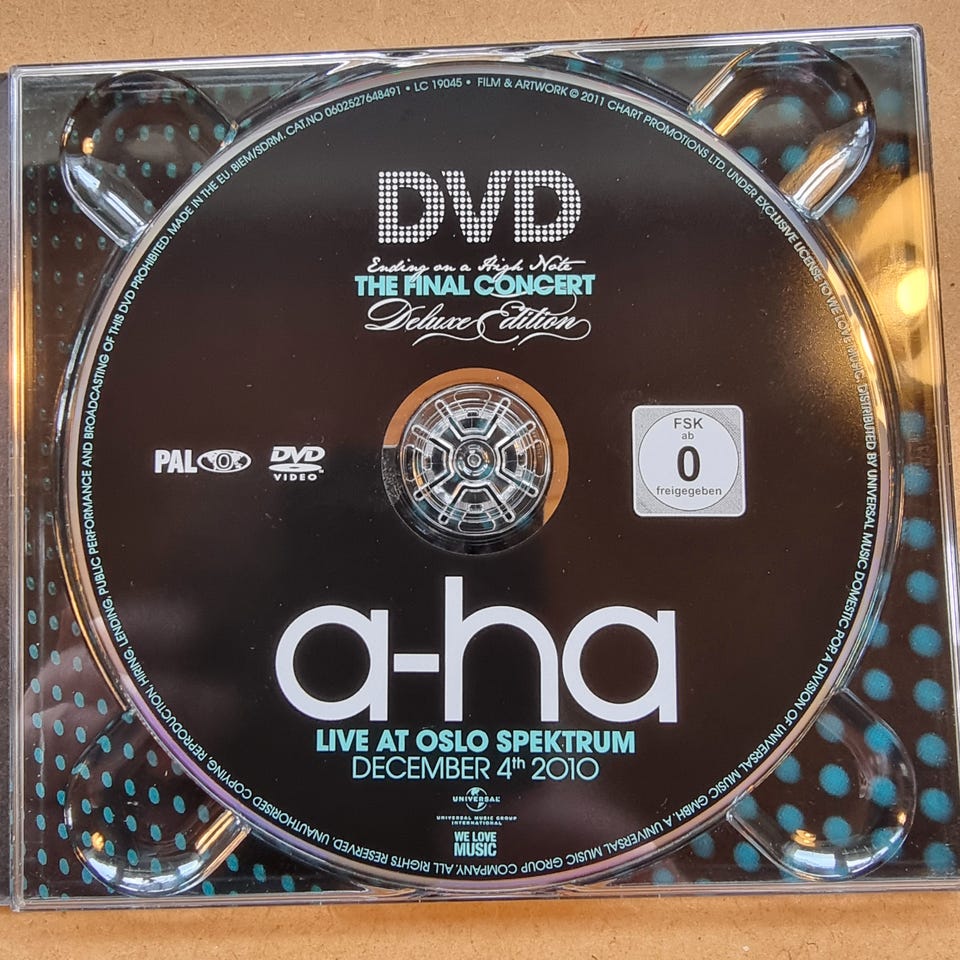 DVD
Ending on a High Note
THE FINAL CONCERT
Deluxe Edition
PAL 0
DVD
VIDEO
FSK
ab
0
freigegeben
a-ha
LIVE AT OSLO SPEKTRUM
DECEMBER 4th 2010
UNIVERSAL
UNIVERSAL MUSIC GROUP
INTERNATIONAL
WE LOVE
MUSIC
ALL RIGHTS RESERVED. UNAUTHORISED COPYING, REPRODUCTION, HIRING, LENDING, PUBLIC PERFORMANCE AND BROADCASTING OF THIS DVD PROHIBITED. MADE IN THE EU. BIEM/SDRM. CAT.NO 0602527648491 • LC 19045 • FILM & ARTWORK © 2011 CHART PROMOTIONS LTD. UNDER EXCLUSIVE LICENSE TO WE LOVE MUSIC. DISTRIBUTED BY UNIVERSAL MUSIC DOMESTIC POP, A DIVISION OF UNIVERSAL MUSIC GMBH. A UNIVERSAL MUSIC GROUP COMPANY.